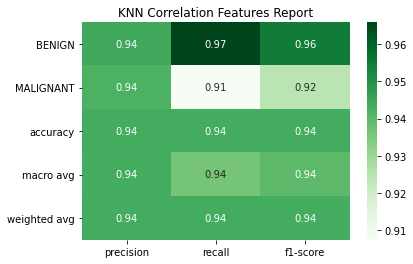 KNN Correlation Features Report
BENIGN 0.94 0.97 0.96
MALIGNANT 0.94 0.91 0.92
accuracy 0.94 0.94 0.94
macro avg 0.94 0.94 0.94
weighted avg 0.94 0.94 0.94
precision recall f1-score
0.96
0.95
0.94
0.93
0.92
0.91